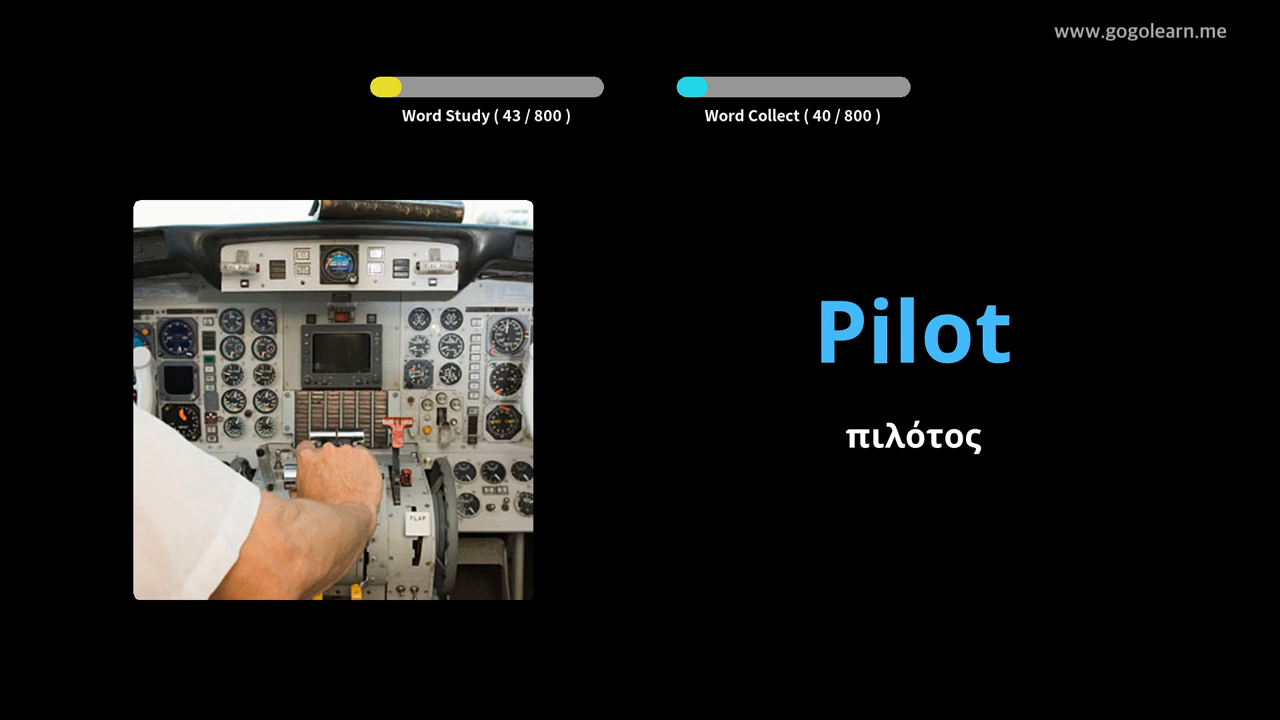 www.gogolearn.me
Word Study ( 43 / 800 )
Word Collect ( 40 / 800 )
Pilot
πιλότος
FLAP